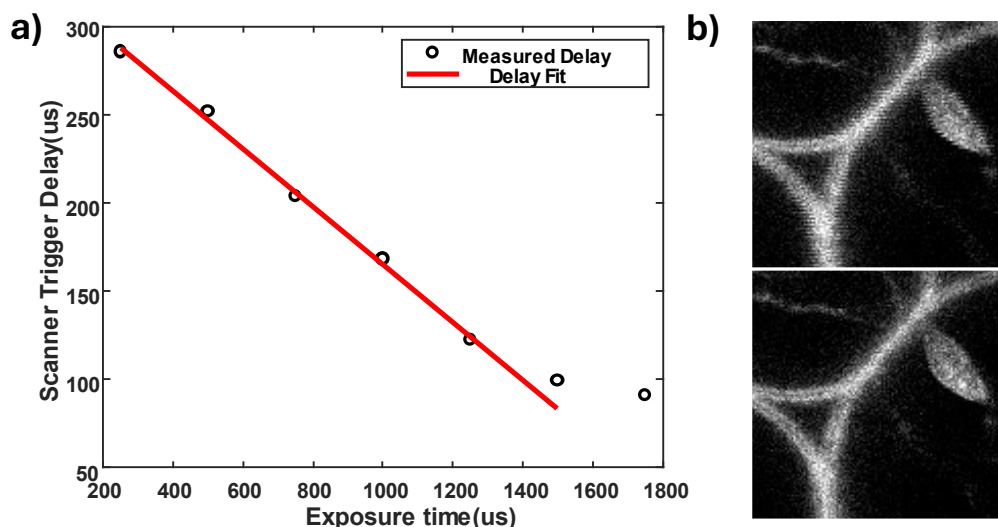 a)
b)
300
250
200
150
100
50
Scanner Trigger Delay(us)
Measured Delay
Delay Fit
200 400 600 800 1000 1200 1400 1600 1800
Exposure time(us)